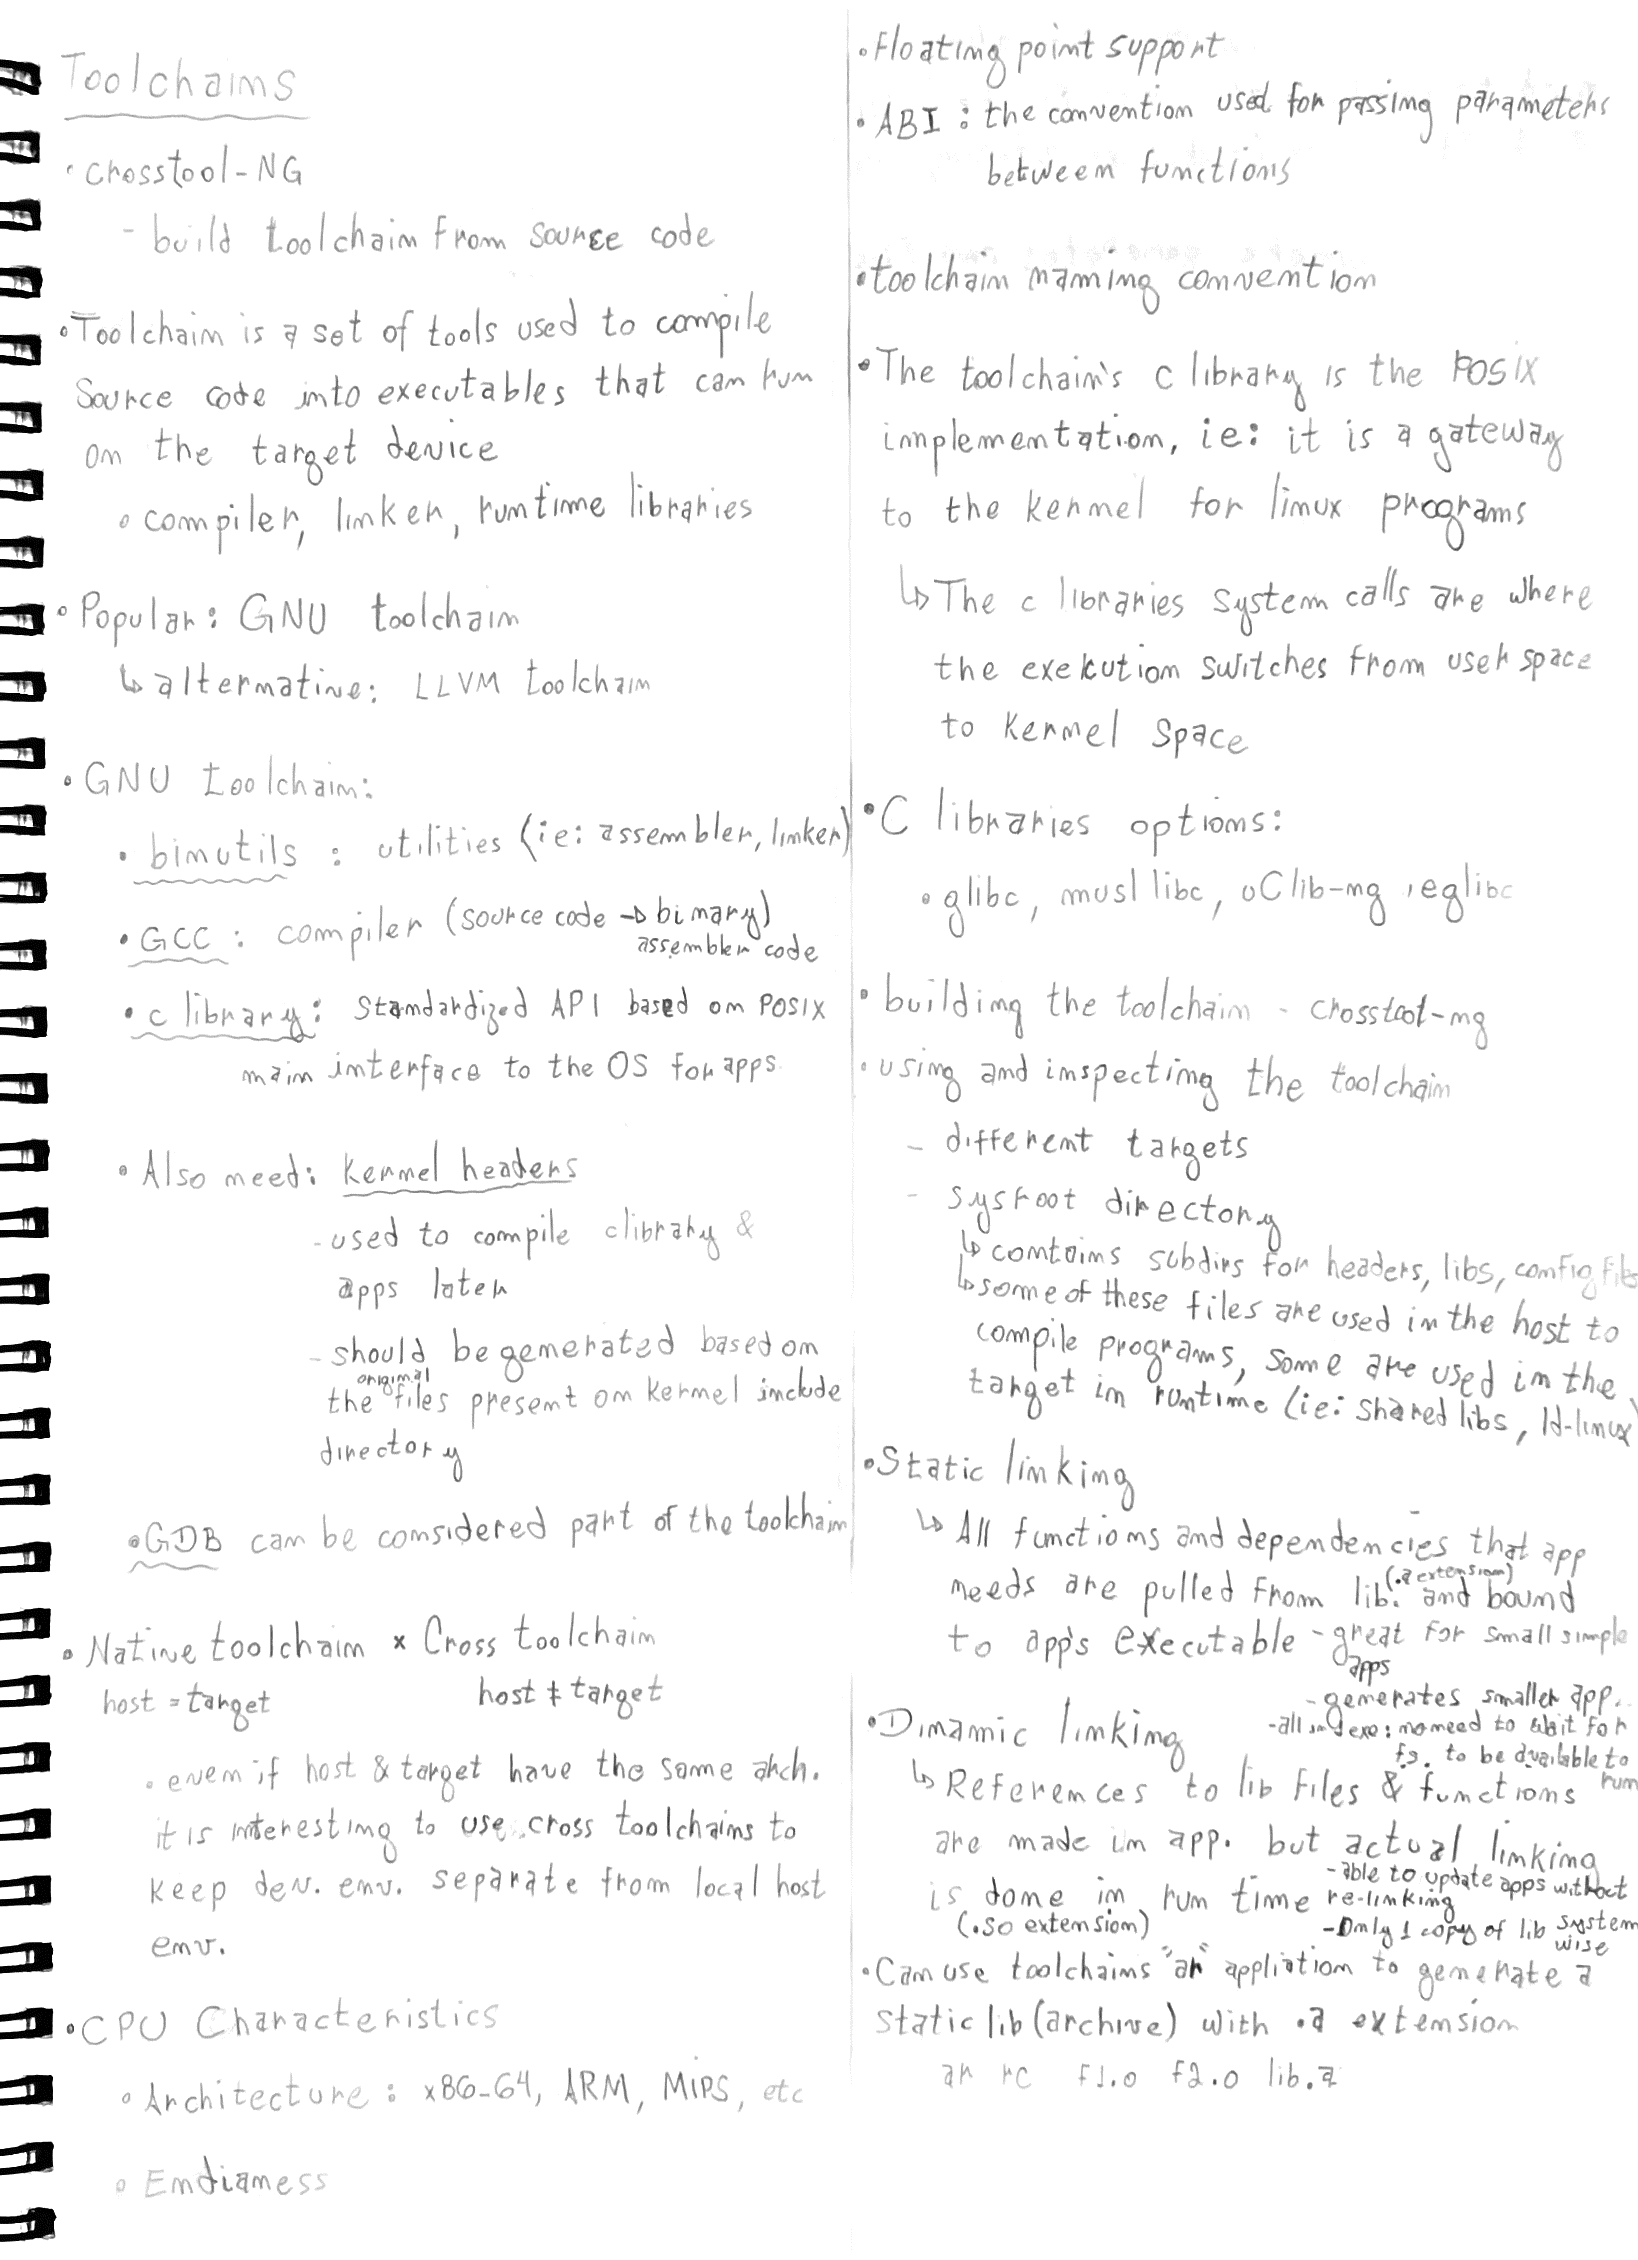 Toolchains
• crosstool-NG
- build toolchain from source code
• Toolchain is a set of tools used to compile
source code into executables that can run
on the target device
• compiler, linker, runtime libraries
• Popular: GNU toolchain
↳ alternative: LLVM toolchain
• GNU toolchain:
• binutils : utilities (ie: assembler, linker)
• GCC : compiler (source code → binary)
assembler code
• c library: Standardized API based on POSIX
main interface to the OS for apps.
• Also need: kernel headers
- used to compile clibrary &
apps later
- should be generated based on
original
the files present on kernel include
directory
• GDB can be considered part of the toolchain
• Native toolchain x Cross toolchain
host = target host ≠ target
• even if host & target have the same arch.
it is interesting to use cross toolchains to
keep dev. env. separate from local host
env.
• CPU Characteristics
• Architecture : x86-64, ARM, MIPS, etc
• Endianess
• Floating point support
• ABI : the convention used for passing parameters
between functions
• toolchain naming convention
• The toolchain's c library is the POSIX
implementation, ie: it is a gateway
to the kernel for linux programs
↳ The c libraries system calls are where
the exekution switches from user space
to kernel space
• C libraries options:
• glibc, musl libc, uClib-ng, eglibc
• building the toolchain - crosstool-ng
• using and inspecting the toolchain
- different targets
- sysroot directory
↳ contains subdirs for headers, libs, config files
↳ some of these files are used in the host to
compile programs, some are used in the
target in runtime (ie: shared libs, ld-linux)
• Static linking
↳ All functions and dependencies that app
(.a extension)
needs are pulled from lib. and bound
to app's executable - great for small simple
apps
- generates smaller app.
- all in 1 exe: no need to wait for
fs. to be available to
run
• Dinamic linking
↳ References to lib files & functions
are made in app. but actual linking
is done in run time
(.so extension)
- able to update apps without
re-linking
- Only 1 copy of lib system
wise
• Can use toolchains "ar" appliation to generate a
static lib (archive) with .a extension
ar rc f1.o f2.o lib.a